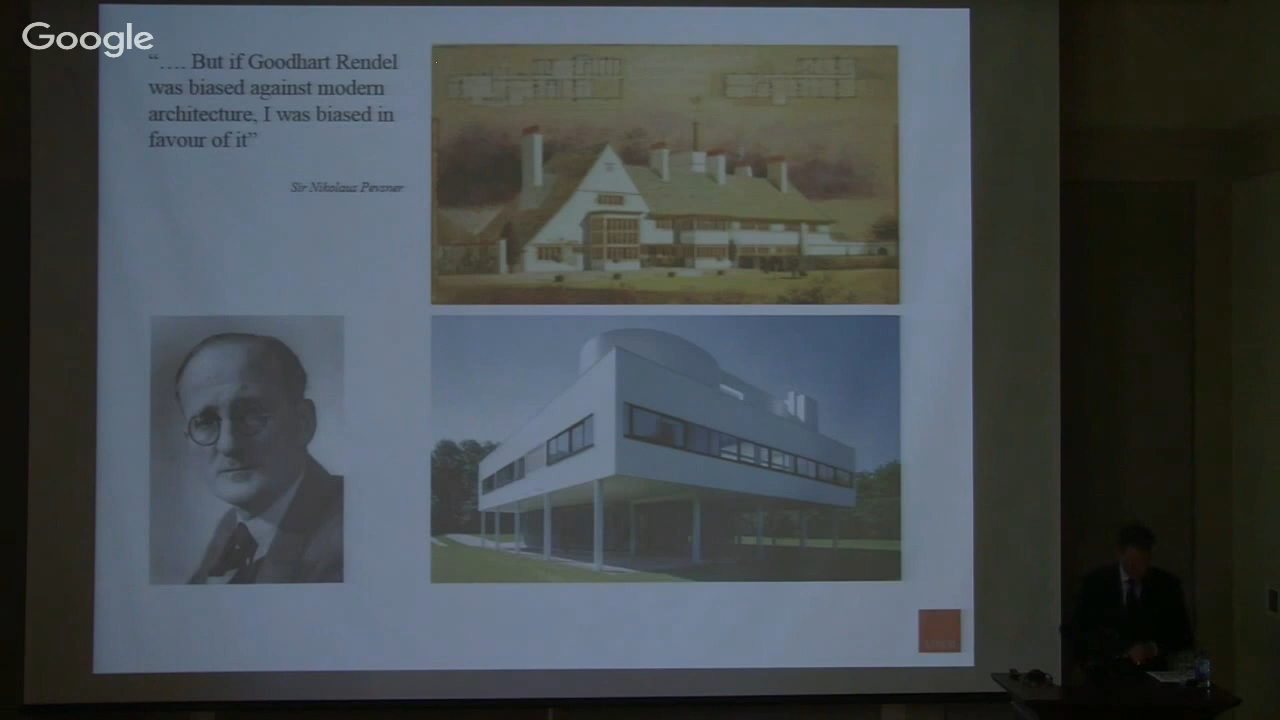 Google
“.... But if Goodhart Rendel
was biased against modern
architecture, I was biased in
favour of it”
Sir Nikolaus Pevsner